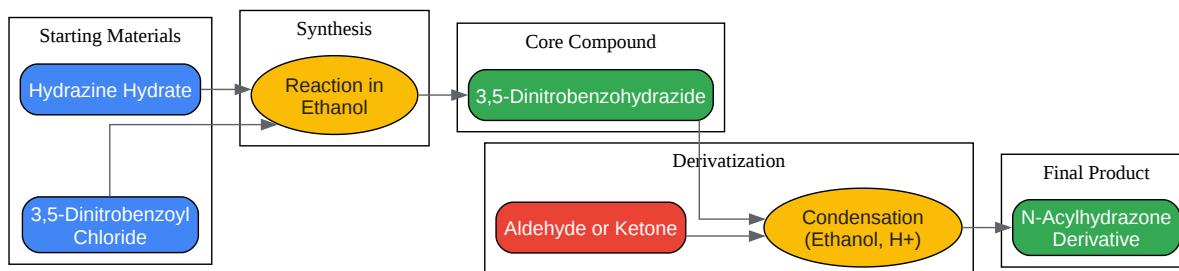 Starting Materials
Hydrazine Hydrate
3,5-Dinitrobenzoyl
Chloride
Synthesis
Reaction in
Ethanol
Core Compound
3,5-Dinitrobenzohydrazide
Derivatization
Aldehyde or Ketone
Condensation
(Ethanol, H+)
Final Product
N-Acylhydrazone
Derivative